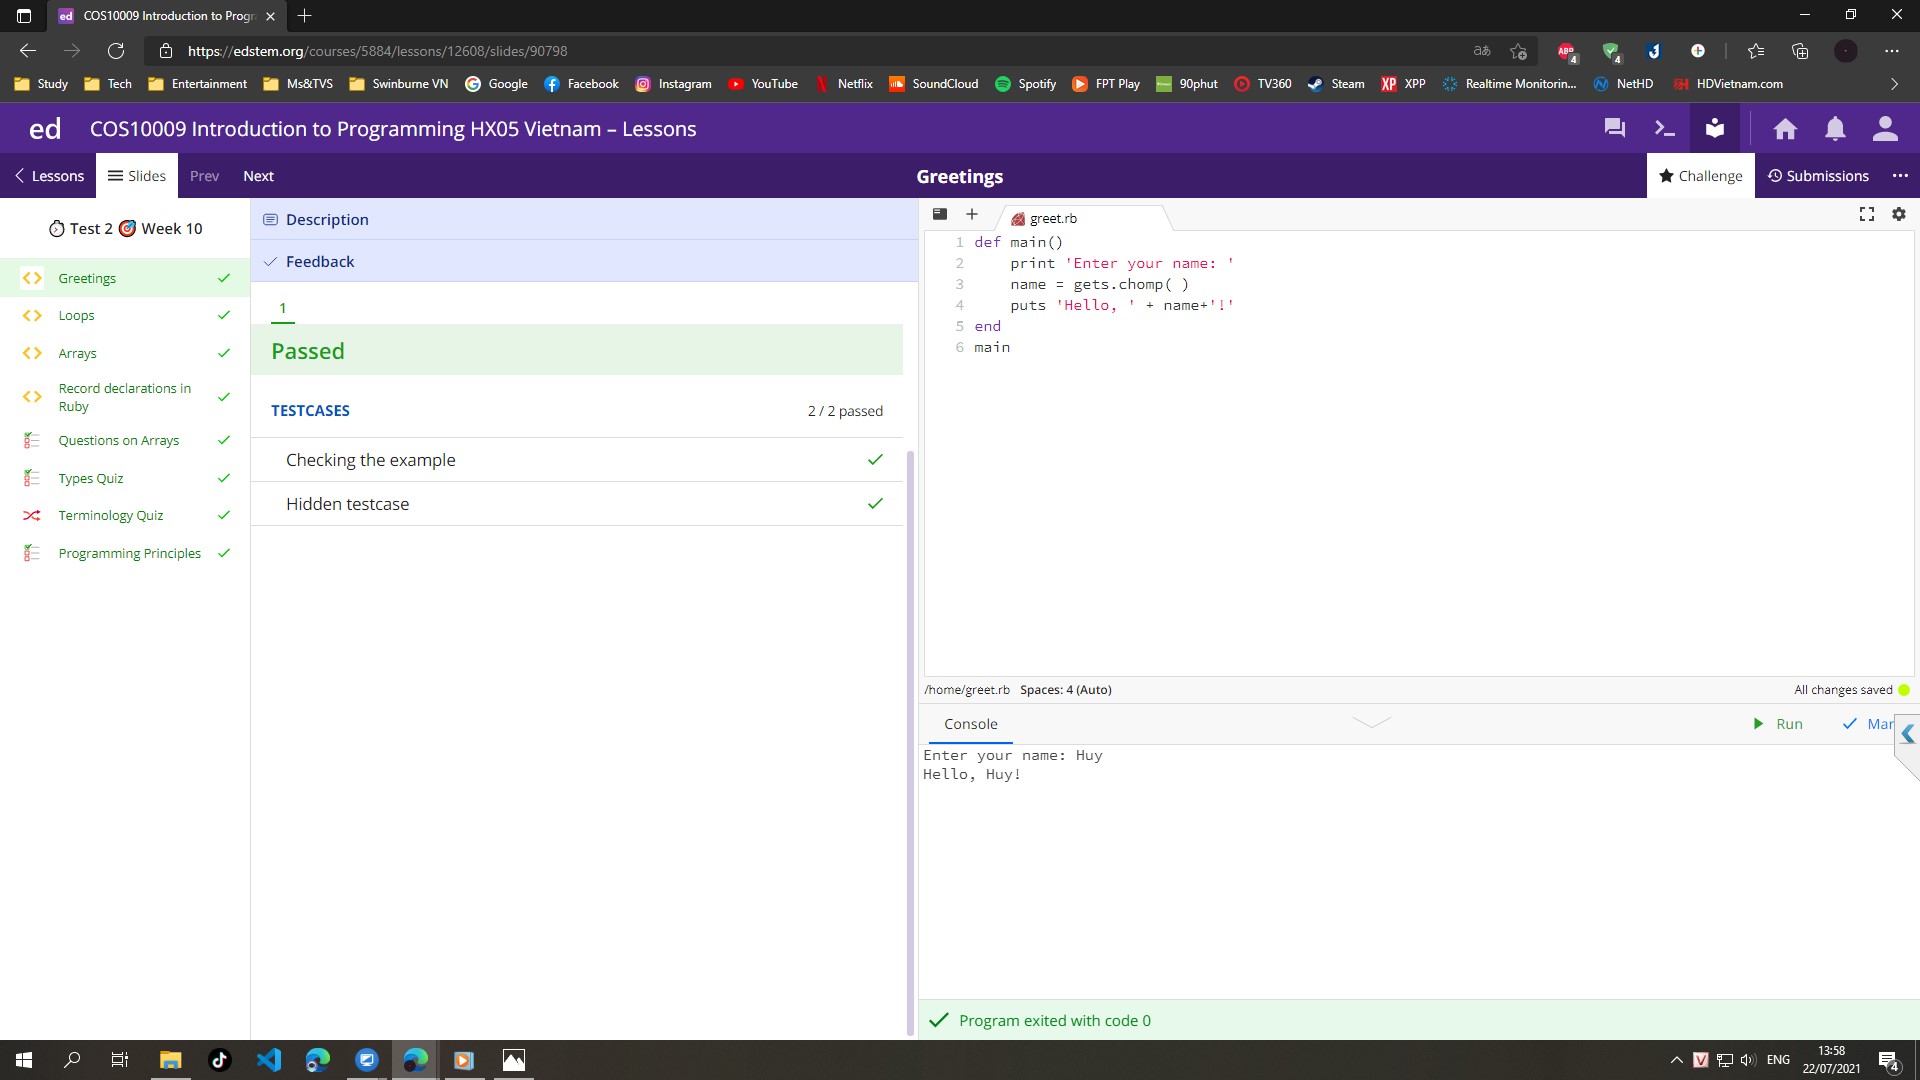 COS10009 Introduction to Progr
https://edstem.org/courses/5884/lessons/12608/slides/90798
Study Tech Entertainment Ms&TVS Swinburne VN Google Facebook Instagram YouTube Netflix SoundCloud Spotify FPT Play 90phut TV360 Steam XPP Realtime Monitorin... NetHD HDVietnam.com
ed COS10009 Introduction to Programming HX05 Vietnam – Lessons
Lessons Slides Prev Next Greetings Challenge Submissions
Test 2 Week 10
Greetings
Loops
Arrays
Record declarations in
Ruby
Questions on Arrays
Types Quiz
Terminology Quiz
Programming Principles
Description
Feedback
1
Passed
TESTCASES 2 / 2 passed
Checking the example
Hidden testcase
greet.rb
1 def main()
2 print 'Enter your name: '
3 name = gets.chomp( )
4 puts 'Hello, ' + name+'!'
5 end
6 main
/home/greet.rb Spaces: 4 (Auto) All changes saved
Console Run Mar
Enter your name: Huy
Hello, Huy!
Program exited with code 0
ENG 13:58
22/07/2021 4